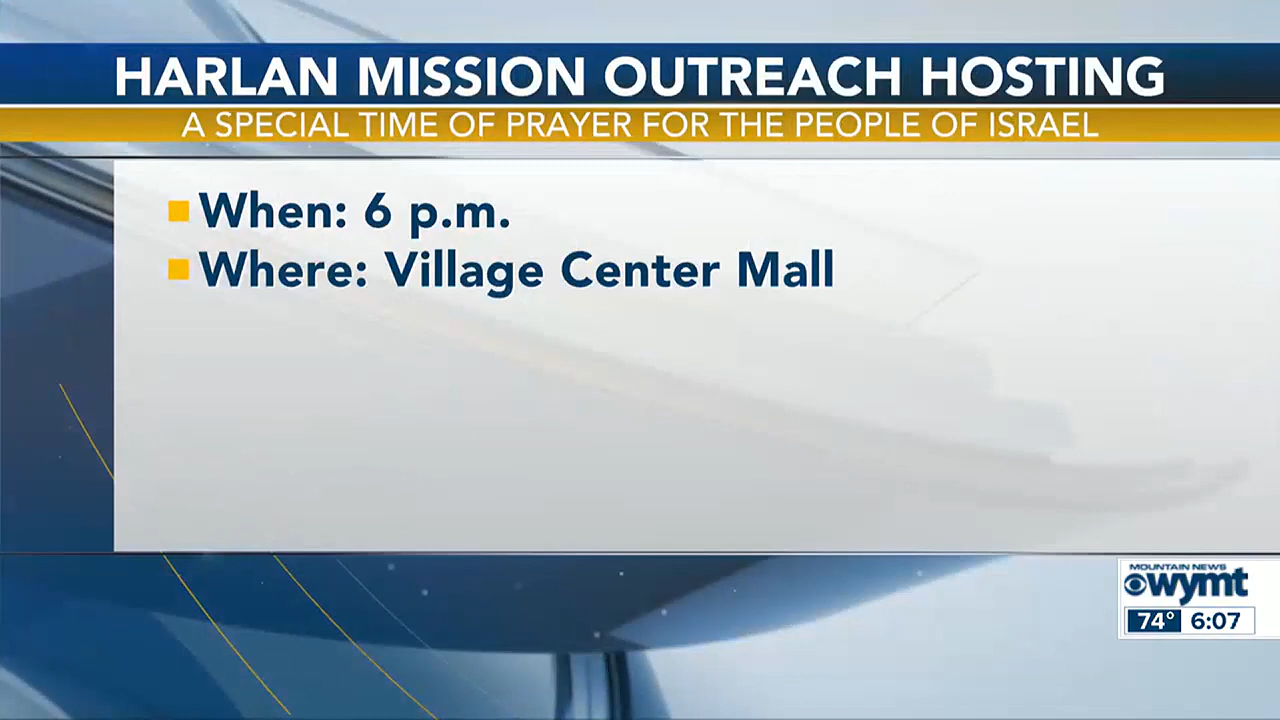 HARLAN MISSION OUTREACH HOSTING
A SPECIAL TIME OF PRAYER FOR THE PEOPLE OF ISRAEL
When: 6 p.m.
Where: Village Center Mall
MOUNTAIN NEWS
wymt
74° 6:07